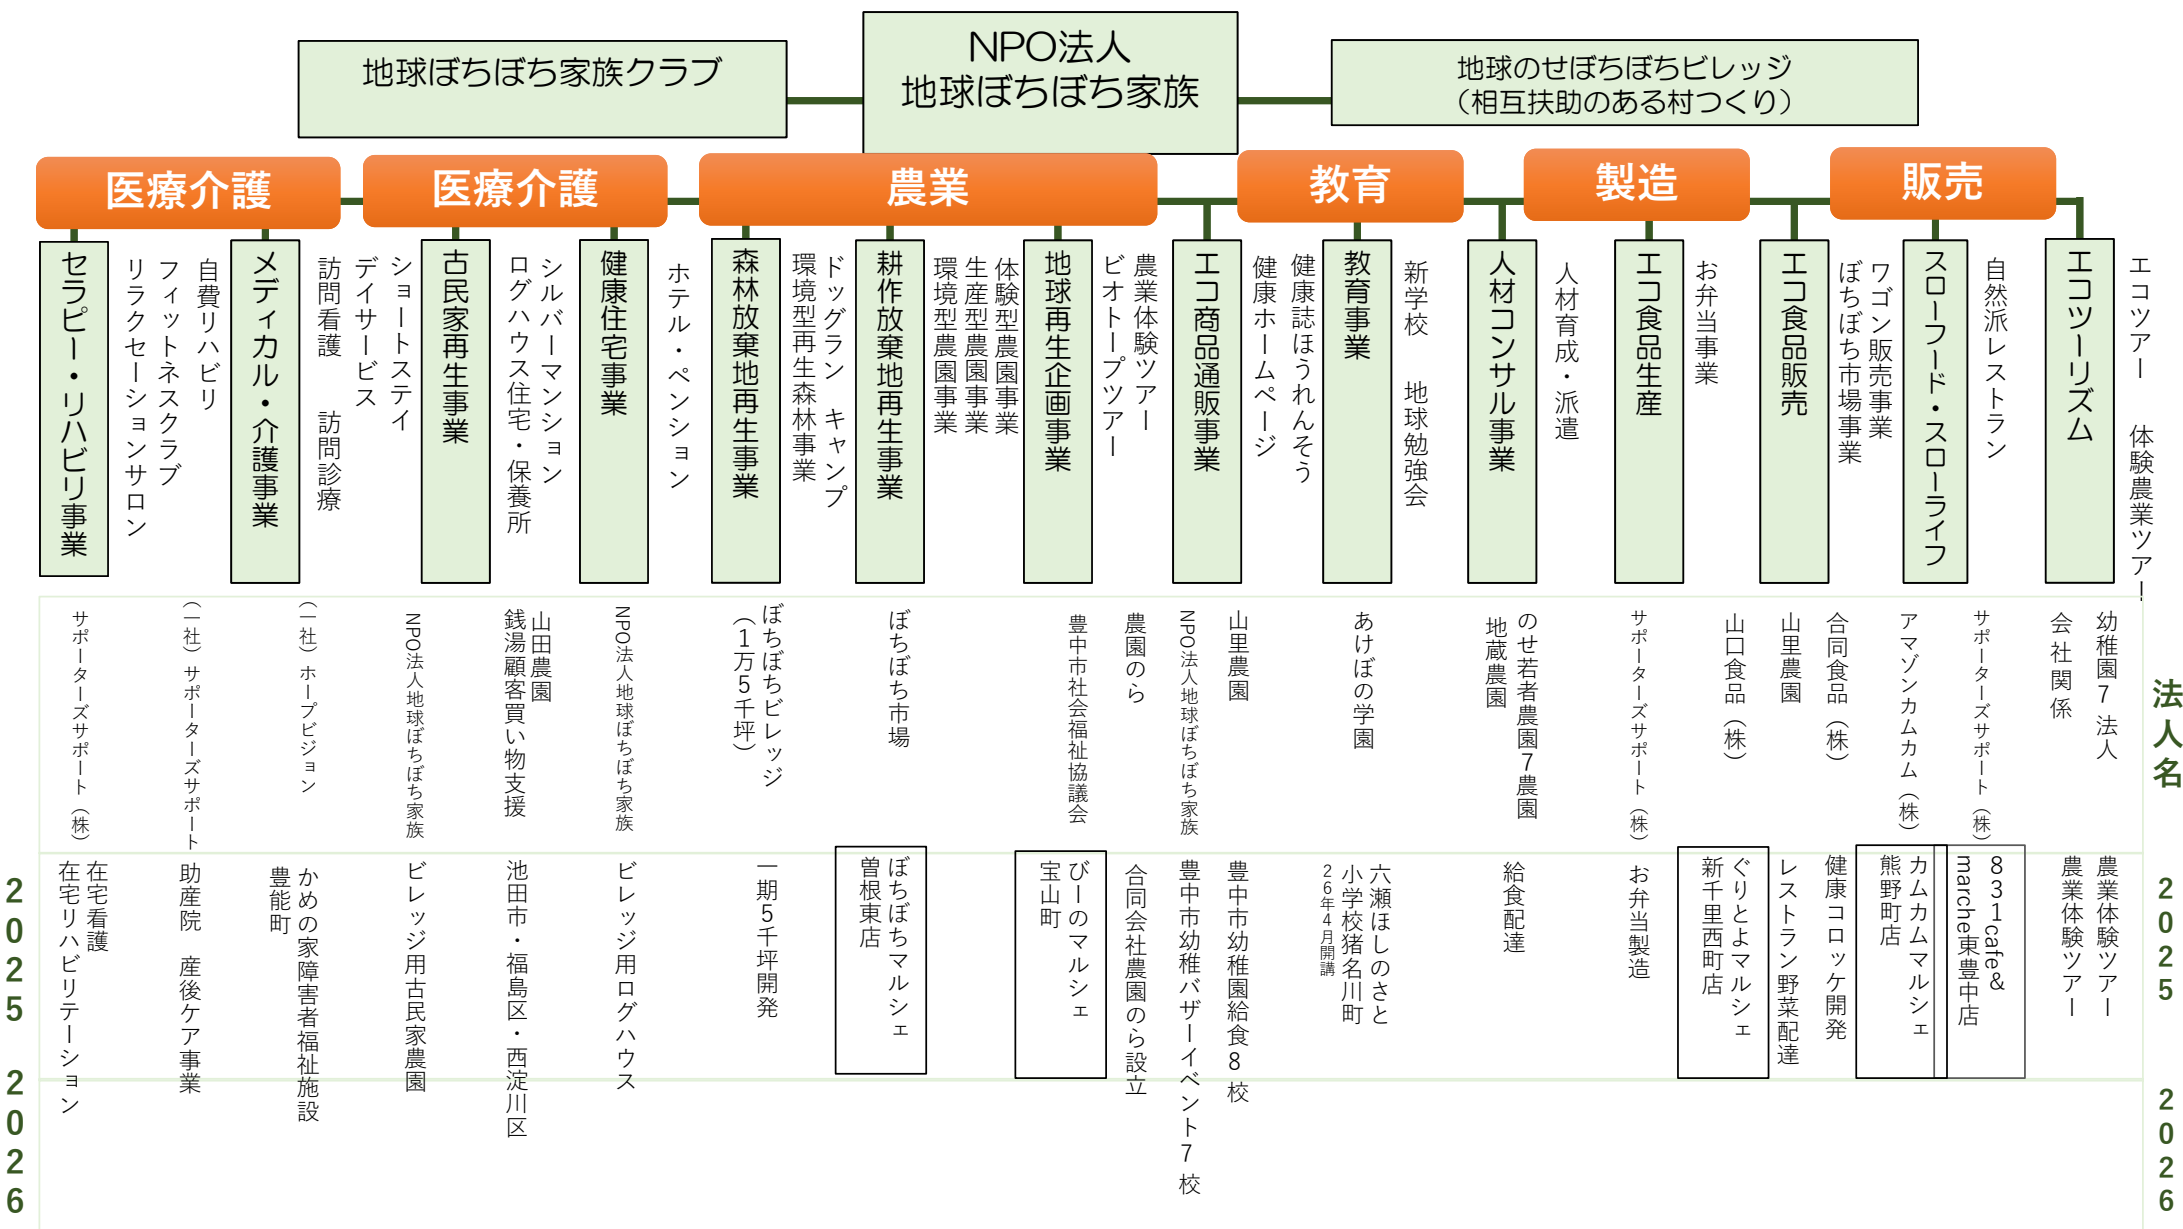 地球ぼちぼち家族クラブ
NPO法人
地球ぼちぼち家族
地球のせぼちぼちビレッジ
（相互扶助のある村つくり）
医療介護
医療介護
農業
教育
製造
販売
セラピー・リハビリ事業
リラクセーションサロン
フィットネスクラブ
自費リハビリ
メディカル・介護事業
訪問看護　訪問診療
デイサービス
ショートステイ
古民家再生事業
ログハウス住宅・保養所
シルバーマンション
健康住宅事業
ホテル・ペンション
森林放棄地再生事業
環境型再生森林事業
ドッグラン　キャンプ
耕作放棄地再生事業
環境型農園事業
生産型農園事業
体験型農園事業
地球再生企画事業
ビオトープツアー
農業体験ツアー
エコ商品通販事業
健康ホームページ
健康誌ほうれんそう
教育事業
新学校　地球勉強会
人材コンサル事業
人材育成・派遣
エコ食品生産
お弁当事業
エコ食品販売
ぼちぼち市場事業
ワゴン販売事業
スローフード・スローライフ
自然派レストラン
エコツーリズム
エコツアー　体験農業ツアー
サポーターズサポート（株）
（一社）サポーターズサポート
（一社）ホープビジョン
NPO法人地球ぼちぼち家族
銭湯顧客買い物支援
山田農園
NPO法人地球ぼちぼち家族
（１万5千坪）
ぼちぼちビレッジ
ぼちぼち市場
豊中市社会福祉協議会
農園のら
NPO法人地球ぼちぼち家族
山里農園
あけぼの学園
地蔵農園
のせ若者農園7農園
サポーターズサポート（株）
山口食品（株）
山里農園
合同食品（株）
アマゾンカムカム（株）
サポーターズサポート（株）
会社関係
幼稚園7法人
法人名
2025
在宅リハビリテーション
在宅看護
助産院　産後ケア事業
豊能町
かめの家障害者福祉施設
ビレッジ用古民家農園
池田市・福島区・西淀川区
ビレッジ用ログハウス
一期5千坪開発
曽根東店
ぼちぼちマルシェ
宝山町
びーのマルシェ
合同会社農園のら設立
豊中市幼稚バザーイベント7校
豊中市幼稚園給食8校
26年4月開講
小学校猪名川町
六瀬ほしのさと
給食配達
お弁当製造
新千里西町店
ぐりとよマルシェ
レストラン野菜配達
健康コロッケ開発
熊野町店
カムカムマルシェ
marche東豊中店
831cafe&
農業体験ツアー
農業体験ツアー
2025
2026
2026